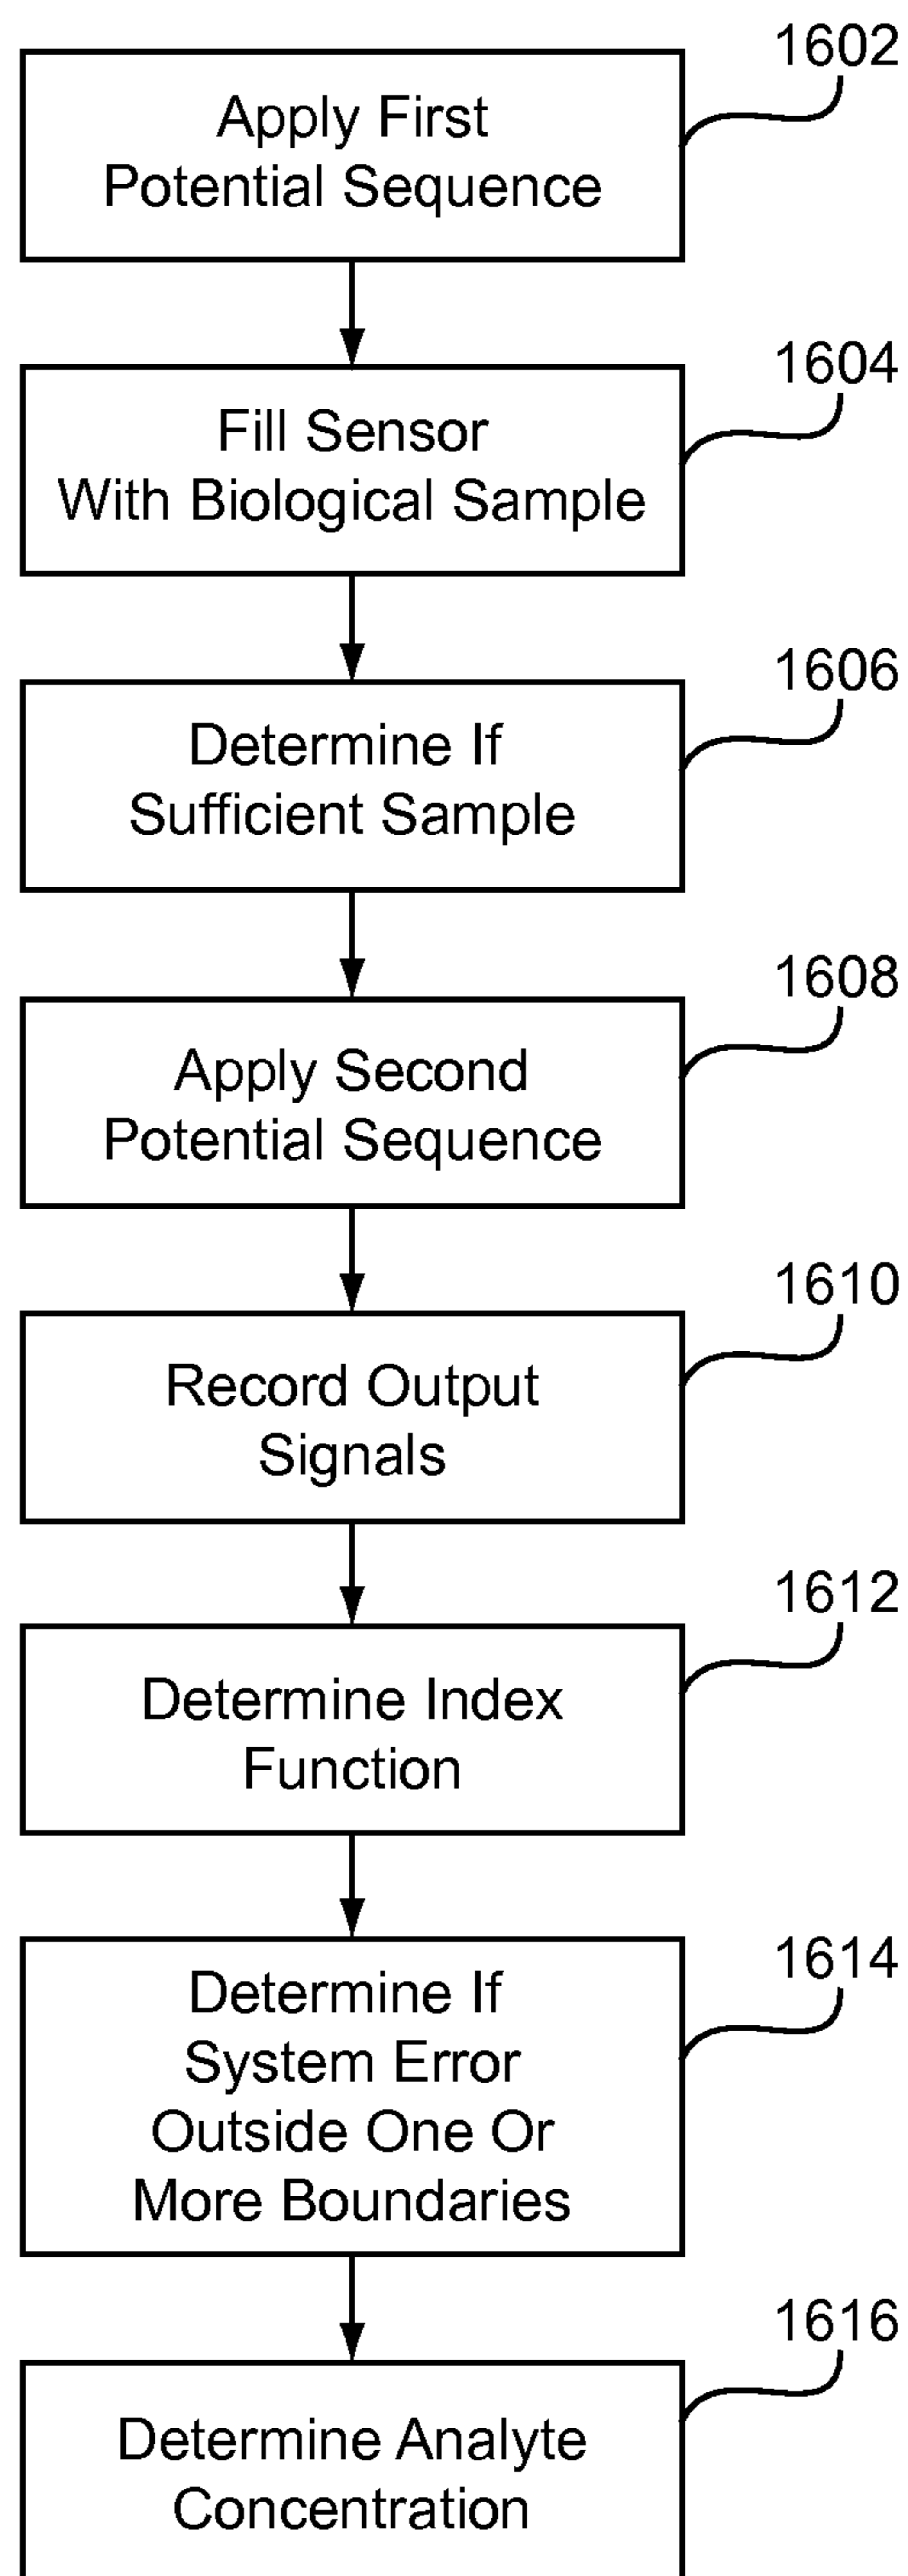 1602
Apply First
Potential Sequence
1604
Fill Sensor
With Biological Sample
1606
Determine If
Sufficient Sample
1608
Apply Second
Potential Sequence
1610
Record Output
Signals
1612
Determine Index
Function
1614
Determine If
System Error
Outside One Or
More Boundaries
1616
Determine Analyte
Concentration